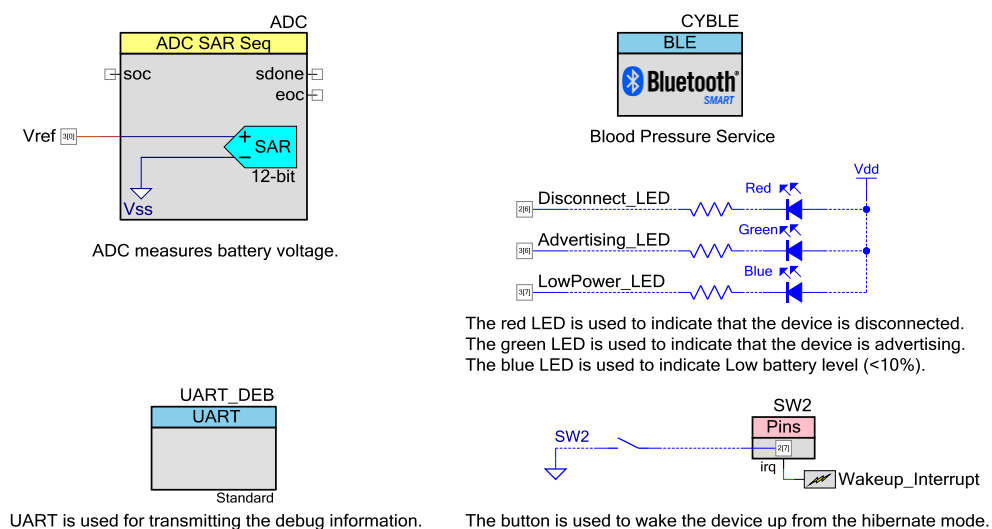 ADC
ADC SAR Seq
soc
sdone
eoc
Vref
3[0]
+
SAR
12-bit
Vss
ADC measures battery voltage.
CYBLE
BLE
Bluetooth®
SMART
Blood Pressure Service
Vdd
Red
2[6]
Disconnect_LED
Green
3[6]
Advertising_LED
Blue
3[7]
LowPower_LED
The red LED is used to indicate that the device is disconnected.
The green LED is used to indicate that the device is advertising.
The blue LED is used to indicate Low battery level (<10%).
UART_DEB
UART
Standard
UART is used for transmitting the debug information.
SW2
Pins
SW2
2[7]
irq
Wakeup_Interrupt
The button is used to wake the device up from the hibernate mode.